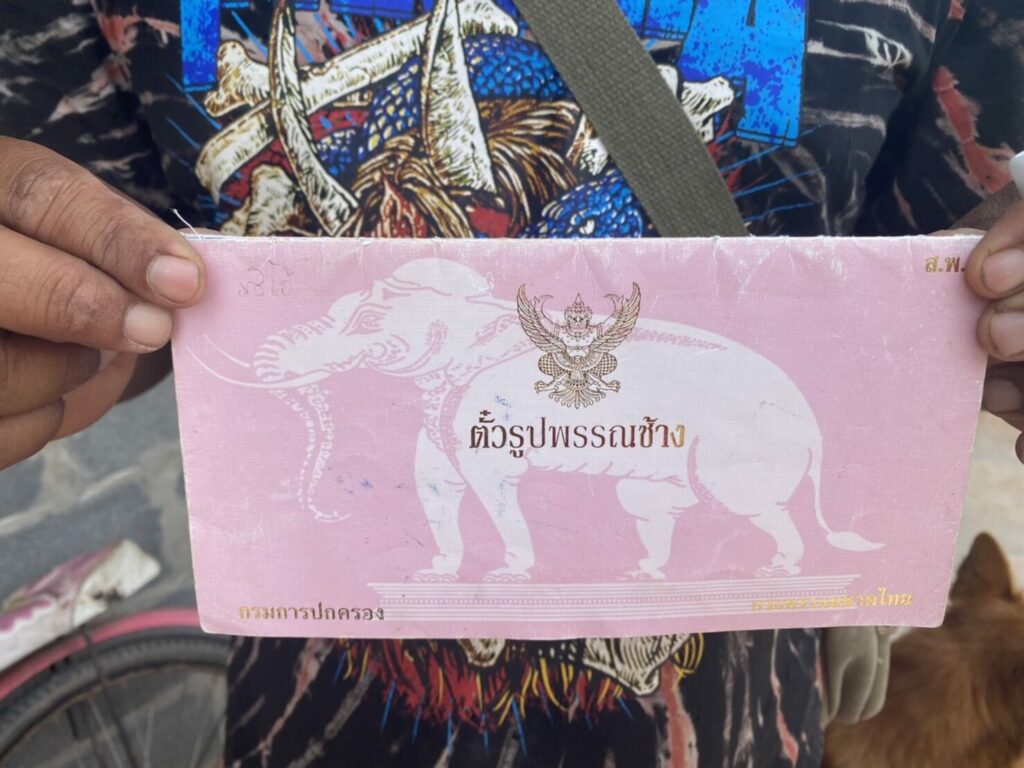 ส.พ.
ตั๋วรูปพรรณช้าง
กรมการปกครอง
กระทรวงมหาดไทย